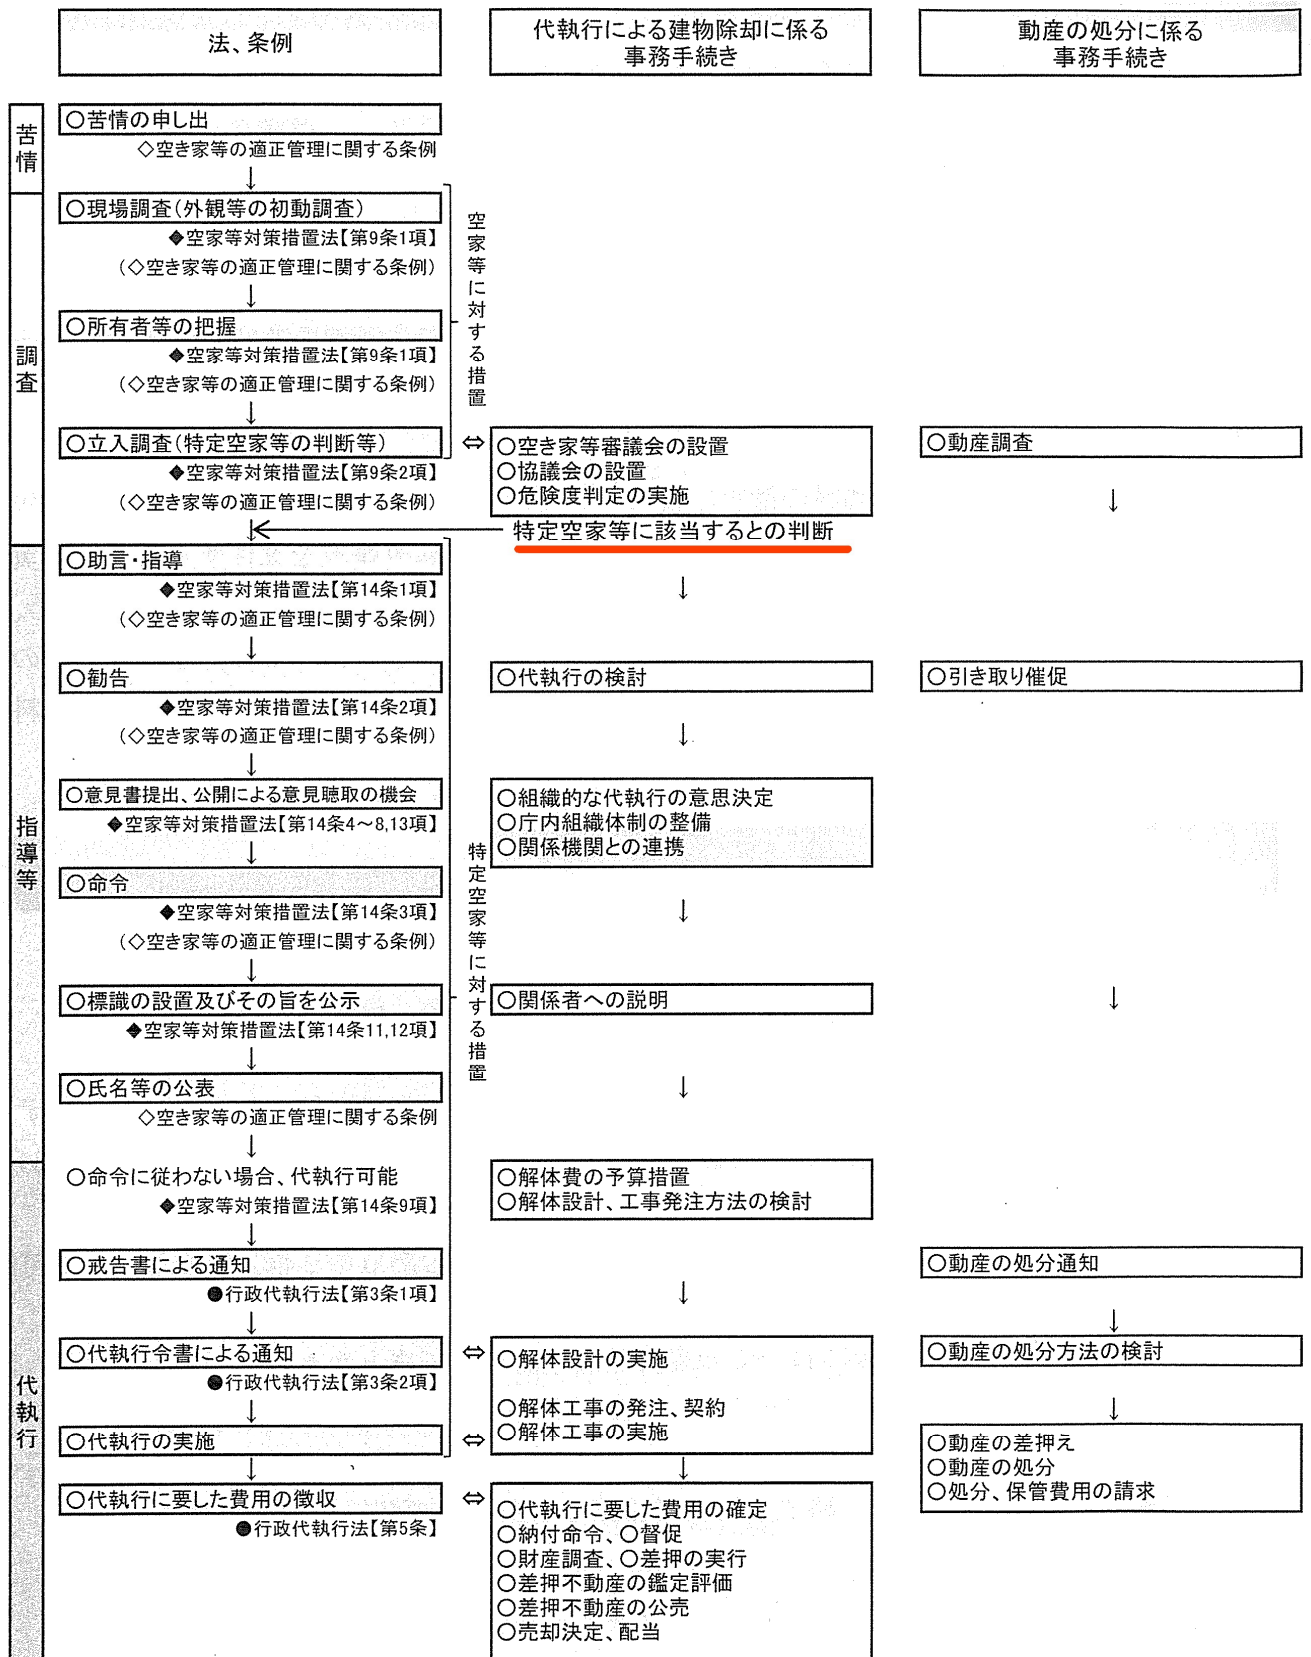 法、条例
代執行による建物除却に係る
事務手続き
動産の処分に係る
事務手続き
苦情
○苦情の申し出
◇空き家等の適正管理に関する条例
↓
調査
○現場調査(外観等の初動調査)
◆空家等対策措置法【第9条1項】
(◇空き家等の適正管理に関する条例)
↓
○所有者等の把握
◆空家等対策措置法【第9条1項】
(◇空き家等の適正管理に関する条例)
↓
○立入調査(特定空家等の判断等)
◆空家等対策措置法【第9条2項】
(◇空き家等の適正管理に関する条例)
↓
空家等に対する措置
⇔
○空き家等審議会の設置
○協議会の設置
○危険度判定の実施
○動産調査
↓
特定空家等に該当するとの判断
指導等
○助言・指導
◆空家等対策措置法【第14条1項】
(◇空き家等の適正管理に関する条例)
↓
↓
○勧告
◆空家等対策措置法【第14条2項】
(◇空き家等の適正管理に関する条例)
↓
○代執行の検討
↓
○引き取り催促
○意見書提出、公開による意見聴取の機会
◆空家等対策措置法【第14条4~8,13項】
↓
○組織的な代執行の意思決定
○庁内組織体制の整備
○関係機関との連携
↓
○命令
◆空家等対策措置法【第14条3項】
(◇空き家等の適正管理に関する条例)
↓
特定空家等に対する措置
○標識の設置及びその旨を公示
◆空家等対策措置法【第14条11,12項】
↓
○関係者への説明
↓
↓
○氏名等の公表
◇空き家等の適正管理に関する条例
↓
代執行
○命令に従わない場合、代執行可能
◆空家等対策措置法【第14条9項】
↓
○解体費の予算措置
○解体設計、工事発注方法の検討
↓
○戒告書による通知
●行政代執行法【第3条1項】
↓
○動産の処分通知
↓
○代執行令書による通知
●行政代執行法【第3条2項】
↓
⇔
○解体設計の実施
○解体工事の発注、契約
○解体工事の実施
○動産の処分方法の検討
↓
○代執行の実施
⇔
↓
↓
○動産の差押え
○動産の処分
○処分、保管費用の請求
○代執行に要した費用の徴収
●行政代執行法【第5条】
⇔
○代執行に要した費用の確定
○納付命令、○督促
○財産調査、○差押の実行
○差押不動産の鑑定評価
○差押不動産の公売
○売却決定、配当